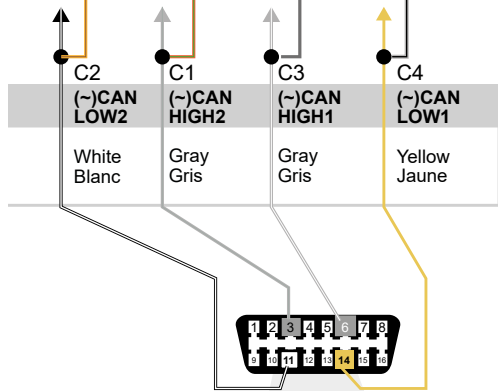 C2 C1 C3 C4
(~)CAN (~)CAN (~)CAN (~)CAN
LOW2 HIGH2 HIGH1 LOW1
White Gray Gray Yellow
Blanc Gris Gris Jaune
1 2 3 4 5 6 7 8
9 10 11 12 13 14 15 16